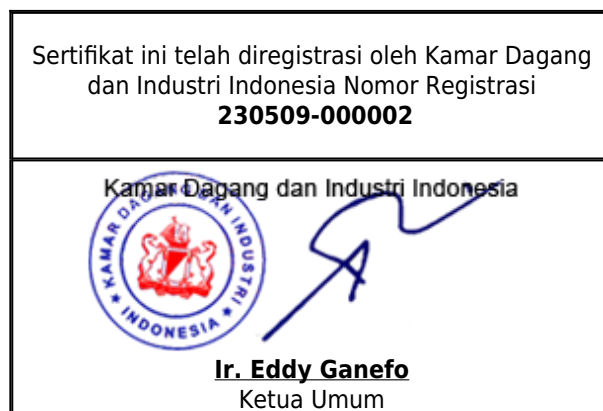 Sertifikat ini telah diregistrasi oleh Kamar Dagang
dan Industri Indonesia Nomor Registrasi
230509-000002
Kamar Dagang dan Industri Indonesia
KAMAR DAGANG DAN INDUSTRI
INDONESIA
Ir. Eddy Ganefo
Ketua Umum